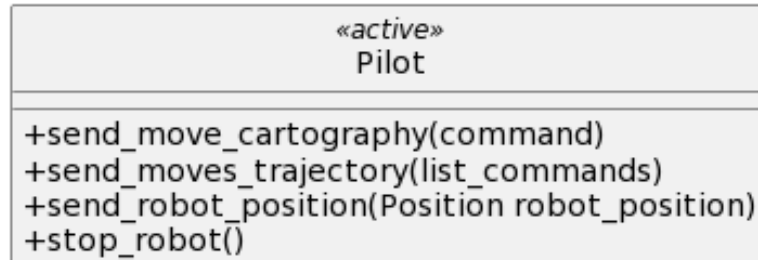 «active»
Pilot
+send_move_cartography(command)
+send_moves_trajectory(list_commands)
+send_robot_position(Position robot_position)
+stop_robot()